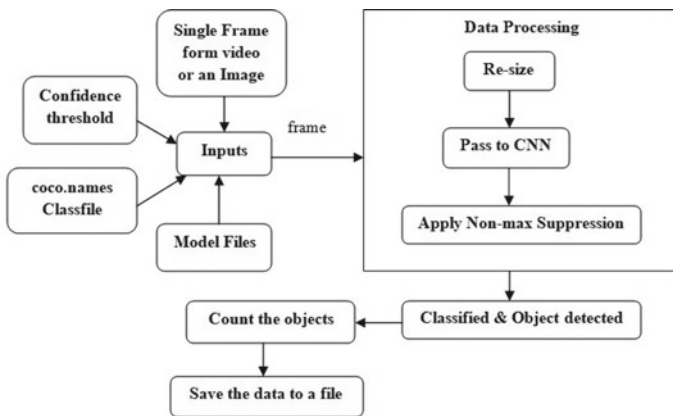 Single Frame
form video
or an Image
Confidence
threshold
coco.names
Classfile
Inputs
Model Files
frame
Data Processing
Re-size
Pass to CNN
Apply Non-max Suppression
Classified & Object detected
Count the objects
Save the data to a file